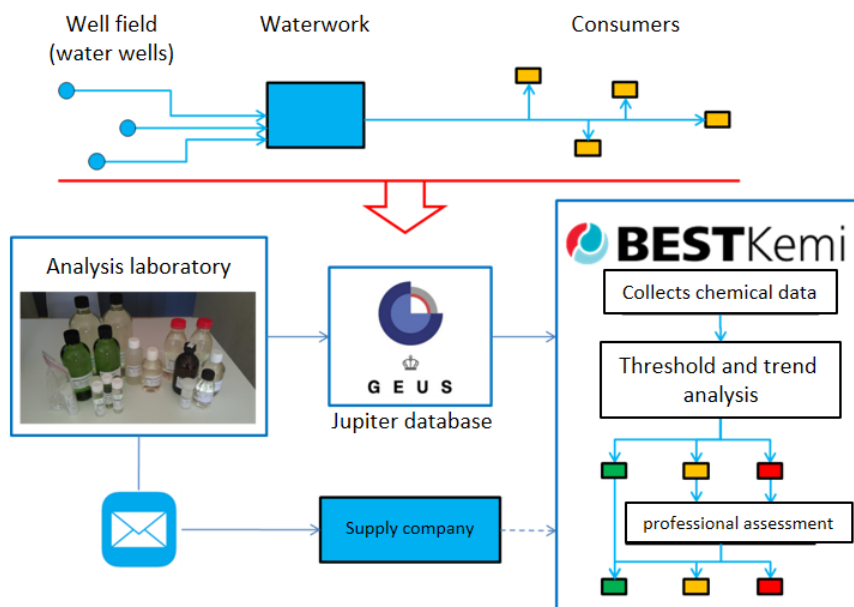 Well field
(water wells)
Waterwork
Consumers
Analysis laboratory
G E U S
Jupiter database
BESTKemi
Collects chemical data
Threshold and trend
analysis
professional assessment
Supply company